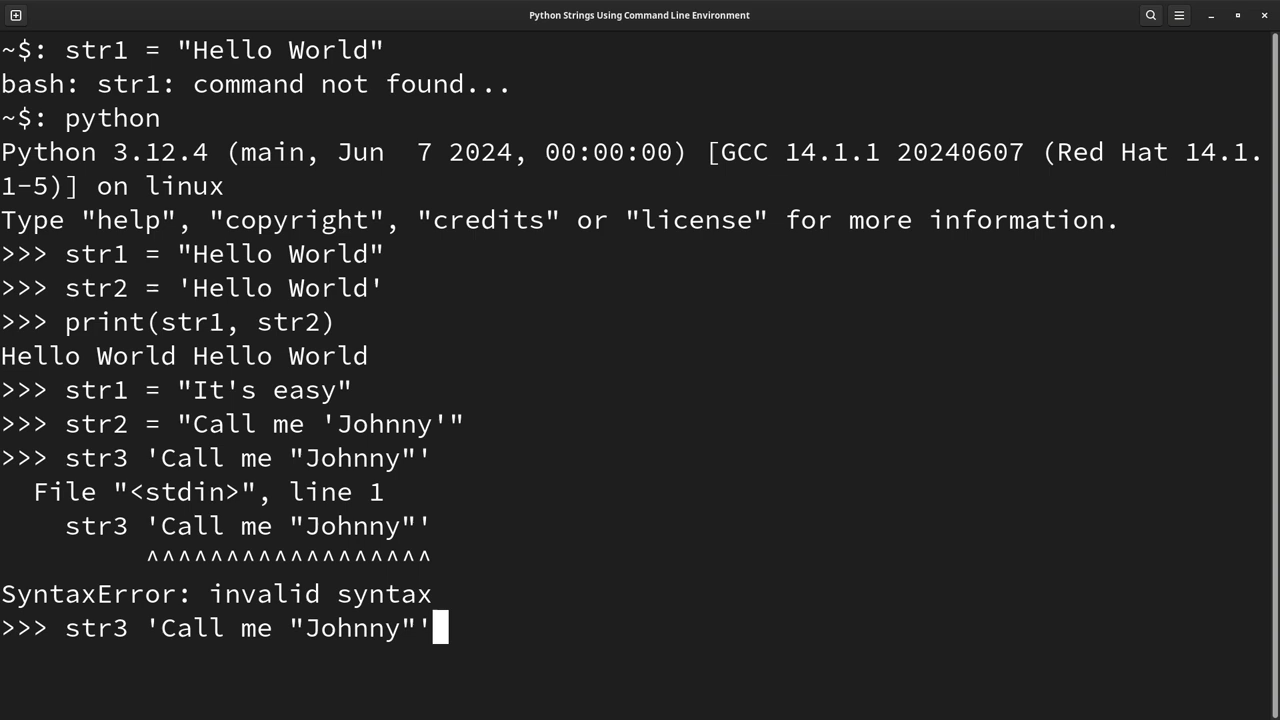 Python Strings Using Command Line Environment
~$: str1 = "Hello World"
bash: str1: command not found...
~$: python
Python 3.12.4 (main, Jun  7 2024, 00:00:00) [GCC 14.1.1 20240607 (Red Hat 14.1.
1-5)] on linux
Type "help", "copyright", "credits" or "license" for more information.
>>> str1 = "Hello World"
>>> str2 = 'Hello World'
>>> print(str1, str2)
Hello World Hello World
>>> str1 = "It's easy"
>>> str2 = "Call me 'Johnny'"
>>> str3 'Call me "Johnny"'
  File "<stdin>", line 1
    str3 'Call me "Johnny"'
         ^^^^^^^^^^^^^^^^^^
SyntaxError: invalid syntax
>>> str3 'Call me "Johnny"'